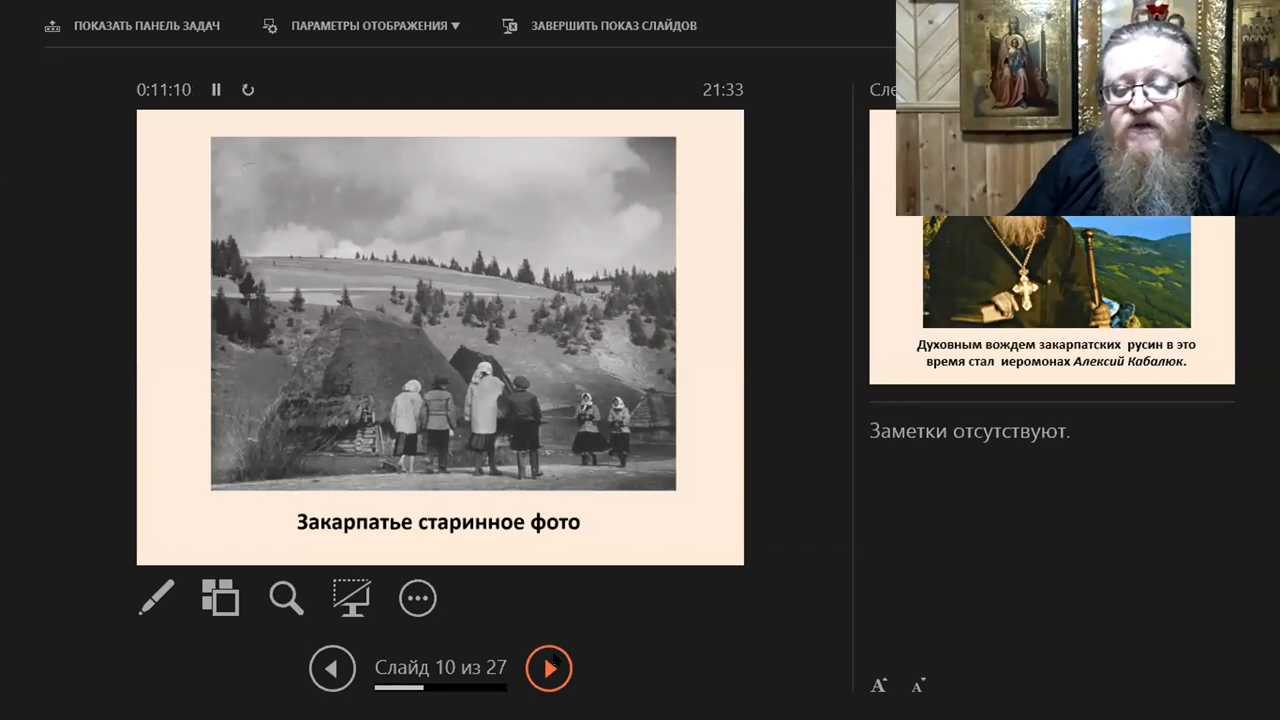 ПОКАЗАТЬ ПАНЕЛЬ ЗАДАЧ
ПАРАМЕТРЫ ОТОБРАЖЕНИЯ
ЗАВЕРШИТЬ ПОКАЗ СЛАЙДОВ
0:11:10
21:33
Закарпатье старинное фото
Слайд 10 из 27
Духовным вождем закарпатских русин в это
время стал иеромонах Алексий Кабалюк.
Заметки отсутствуют.
A A